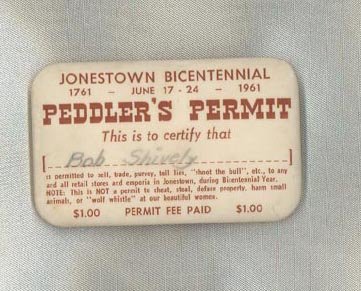 JONESTOWN BICENTENNIAL
1761 – JUNE 17 - 24 – 1961
PEDDLER'S PERMIT
This is to certify that
[ Bob Shively ]
is permitted to sell, trade, purvey, tell lies, "shoot the bull", etc., to any
and all retail stores and emporia in Jonestown, during Bicentennial Year.
NOTE: This is NOT a permit to cheat, steal, deface property, harm small
animals, or "wolf whistle" at our beautiful women.
$1.00 PERMIT FEE PAID $1.00